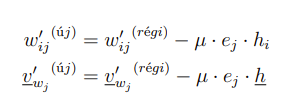 w′ij(új) = w′ij(régi) − μ · ej · hi
v′wj(új) = v′wj(régi) − μ · ej · h